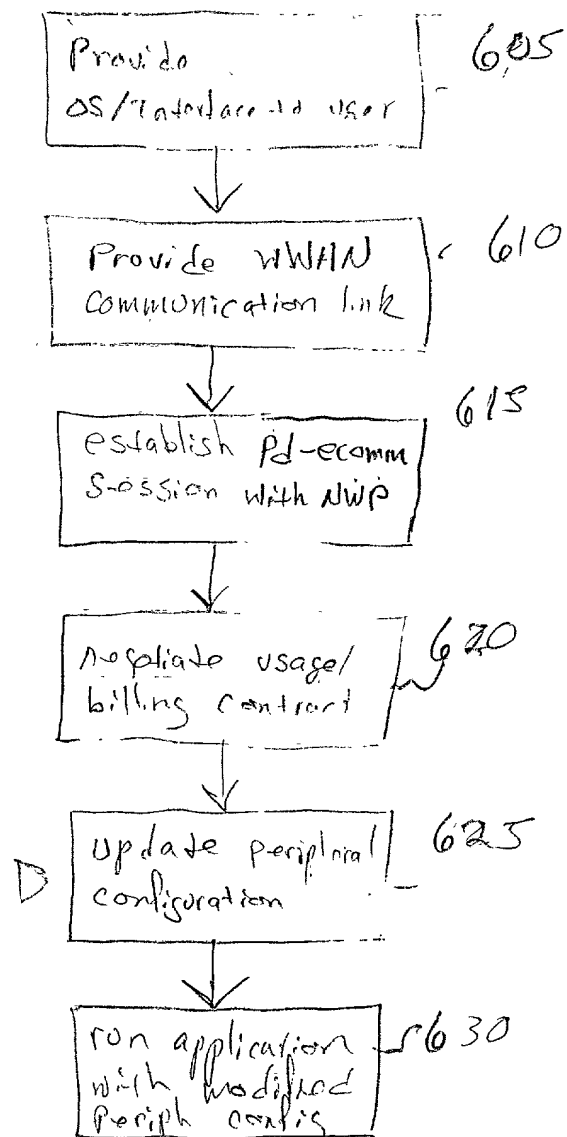 Provide
605
OS/Interface to user
Provide WWAN
610
communication link
615
establish Pd-ecomm
session with NWP
620
negotiate usage/
billing contract
update peripheral
625
D
configuration
run application
630
with modified
Periph config